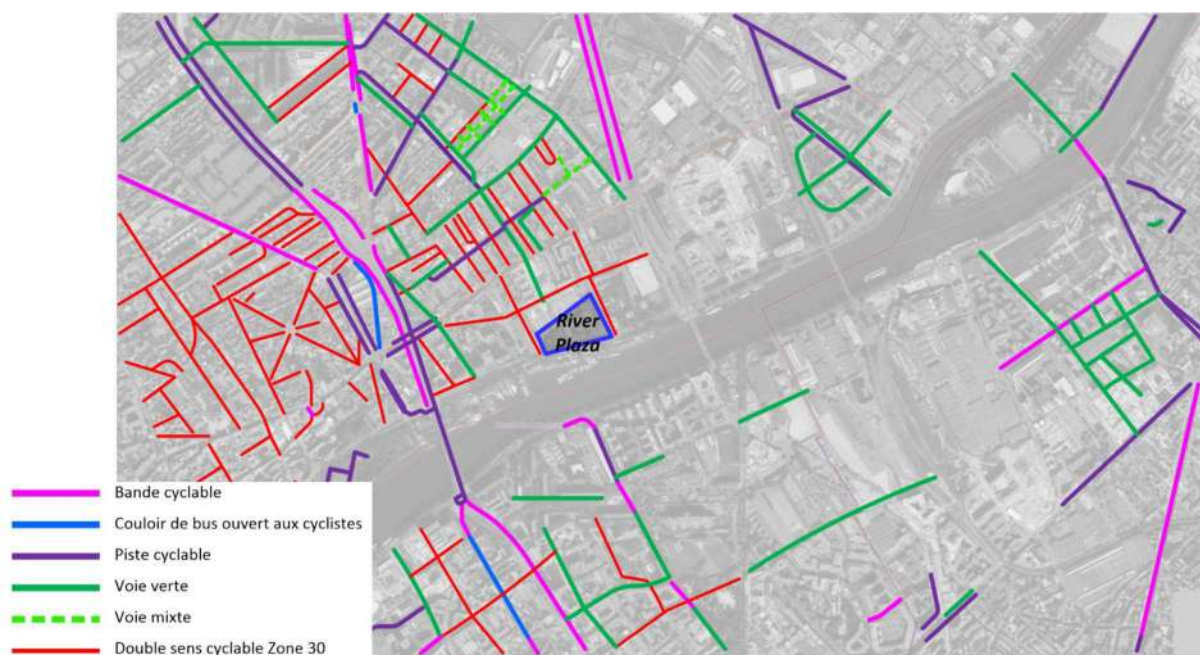 River
Plaza
Bande cyclable
Couloir de bus ouvert aux cyclistes
Piste cyclable
Voie verte
Voie mixte
Double sens cyclable Zone 30